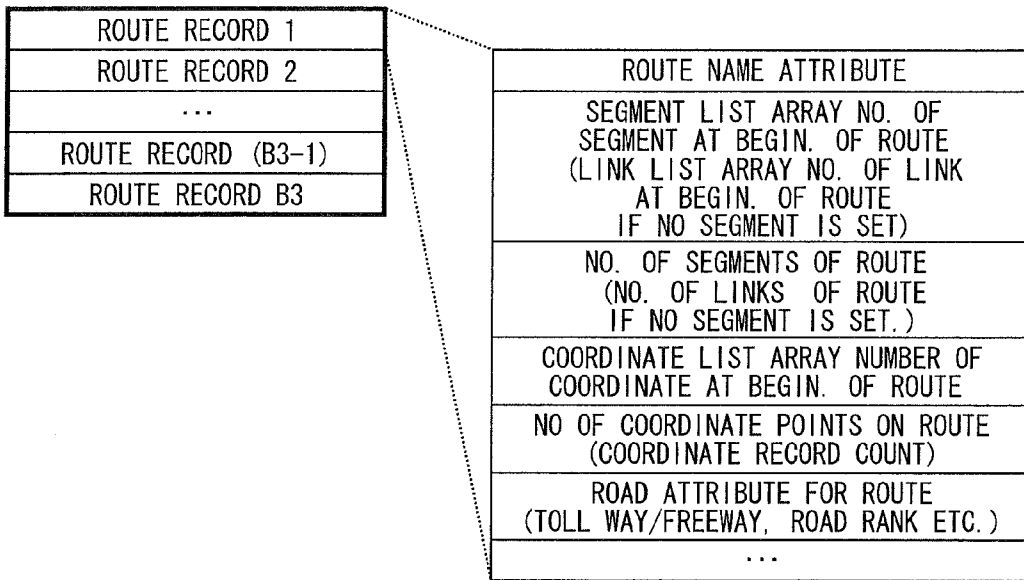 ROUTE RECORD 1
ROUTE RECORD 2
...
ROUTE RECORD (B3-1)
ROUTE RECORD B3
ROUTE NAME ATTRIBUTE
SEGMENT LIST ARRAY NO. OF
SEGMENT AT BEGIN. OF ROUTE
(LINK LIST ARRAY NO. OF LINK
AT BEGIN. OF ROUTE
IF NO SEGMENT IS SET)
NO. OF SEGMENTS OF ROUTE
(NO. OF LINKS OF ROUTE
IF NO SEGMENT IS SET.)
COORDINATE LIST ARRAY NUMBER OF
COORDINATE AT BEGIN. OF ROUTE
NO OF COORDINATE POINTS ON ROUTE
(COORDINATE RECORD COUNT)
ROAD ATTRIBUTE FOR ROUTE
(TOLL WAY/FREEWAY, ROAD RANK ETC.)
...